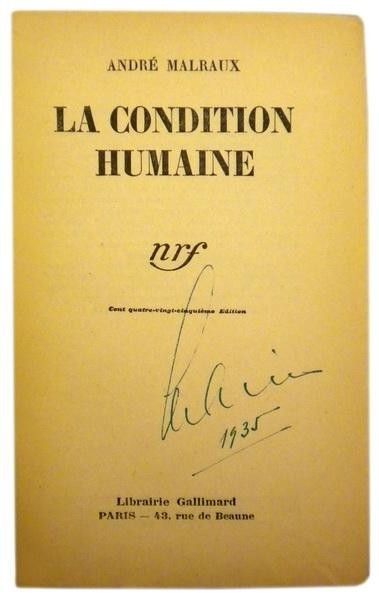 ANDRÉ MALRAUX
LA CONDITION
HUMAINE
nrf
Cent quatre-vingt-cinquième Edition
1935
Librairie Gallimard
PARIS — 43, rue de Beaune